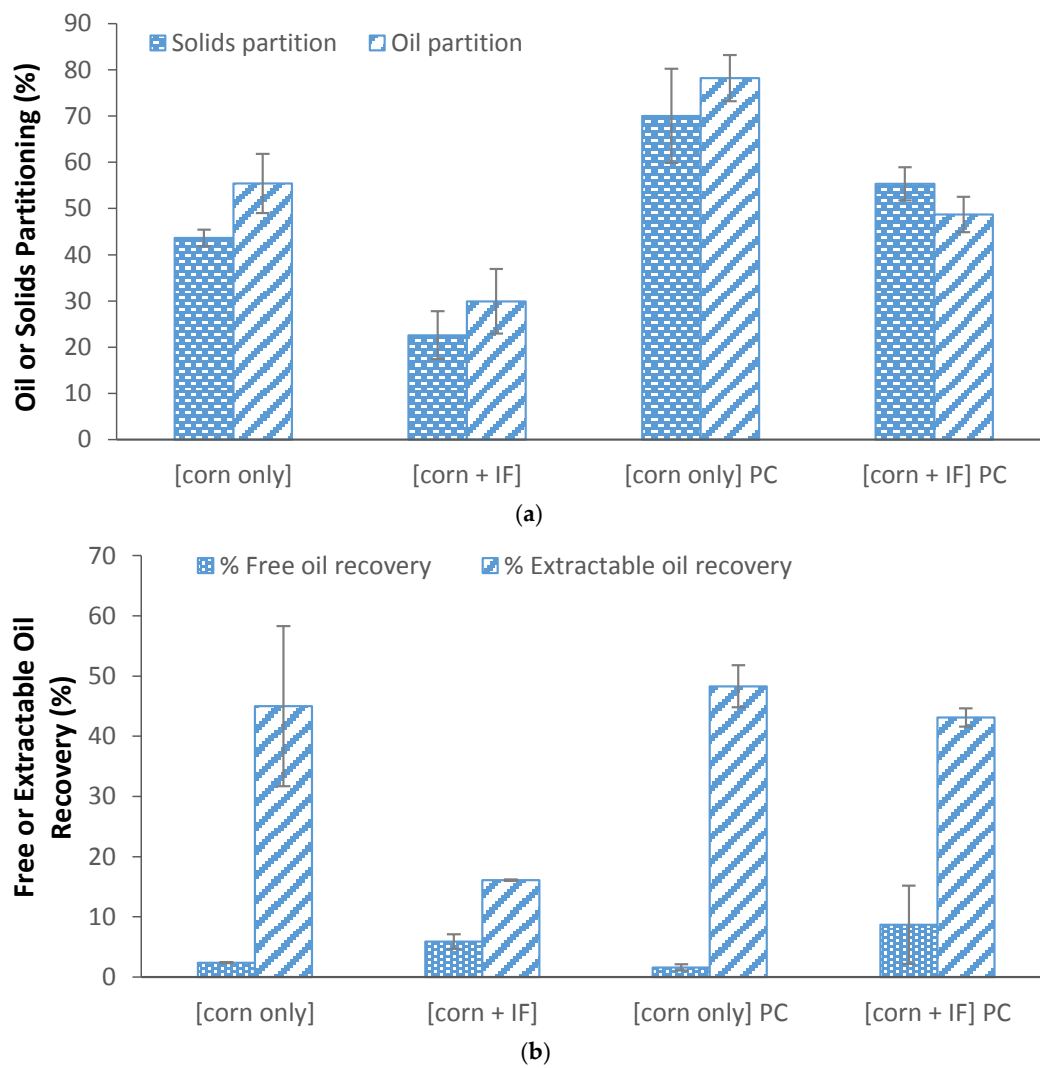 90
80
70
60
50
40
30
20
10
0
Oil or Solids Partitioning (%)
Solids partition Oil partition
[corn only] [corn + IF] [corn only] PC [corn + IF] PC
(a)
70
60
50
40
30
20
10
0
Free or Extractable Oil
Recovery (%)
% Free oil recovery % Extractable oil recovery
[corn only] [corn + IF] [corn only] PC [corn + IF] PC
(b)